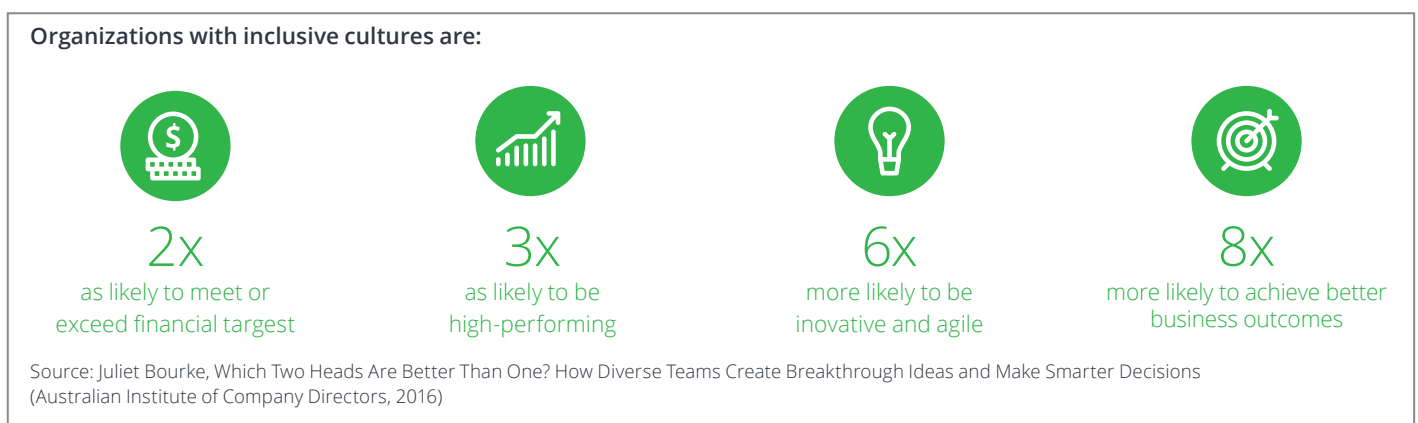 Organizations with inclusive cultures are:
$
2x
as likely to meet or
exceed financial targest
3x
as likely to be
high-performing
6x
more likely to be
inovative and agile
8x
more likely to achieve better
business outcomes
Source: Juliet Bourke, Which Two Heads Are Better Than One? How Diverse Teams Create Breakthrough Ideas and Make Smarter Decisions
(Australian Institute of Company Directors, 2016)